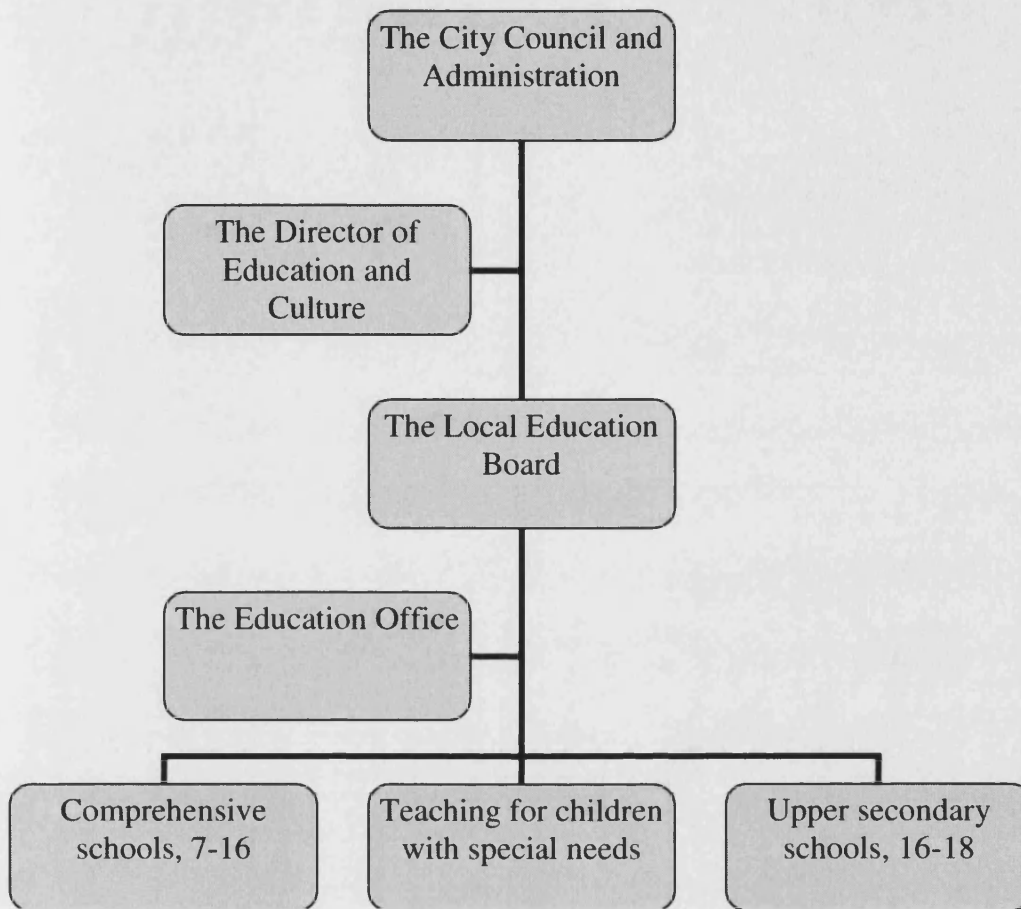 The City Council and
Administration
The Director of
Education and
Culture
The Local Education
Board
The Education Office
Comprehensive
schools, 7-16
Teaching for children
with special needs
Upper secondary
schools, 16-18